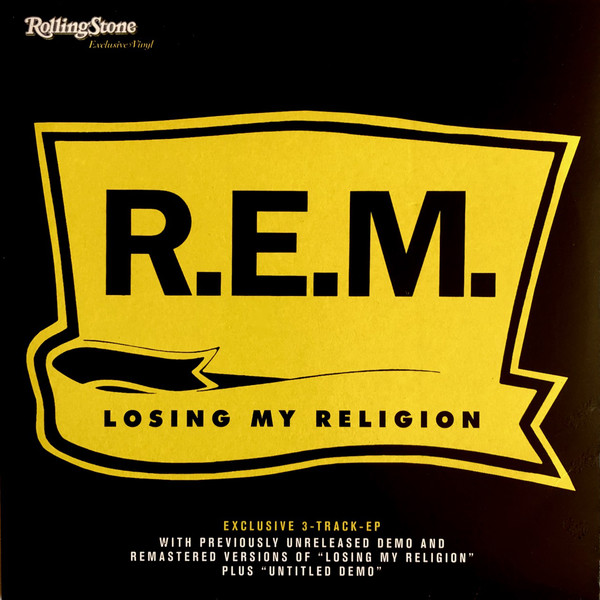 RollingStone
Exclusive Vinyl
R.E.M.
LOSING MY RELIGION
EXCLUSIVE 3-TRACK-EP
WITH PREVIOUSLY UNRELEASED DEMO AND
REMASTERED VERSIONS OF “LOSING MY RELIGION”
PLUS “UNTITLED DEMO”